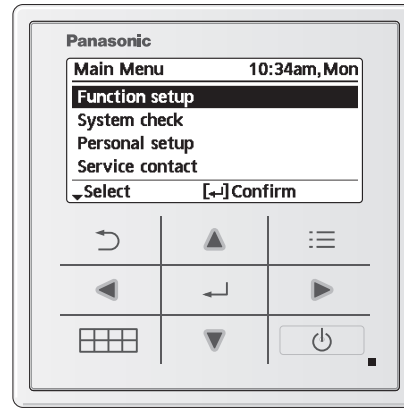 Panasonic
Main Menu 10:34am,Mon
Function setup
System check
Personal setup
Service contact
Select [↵] Confirm